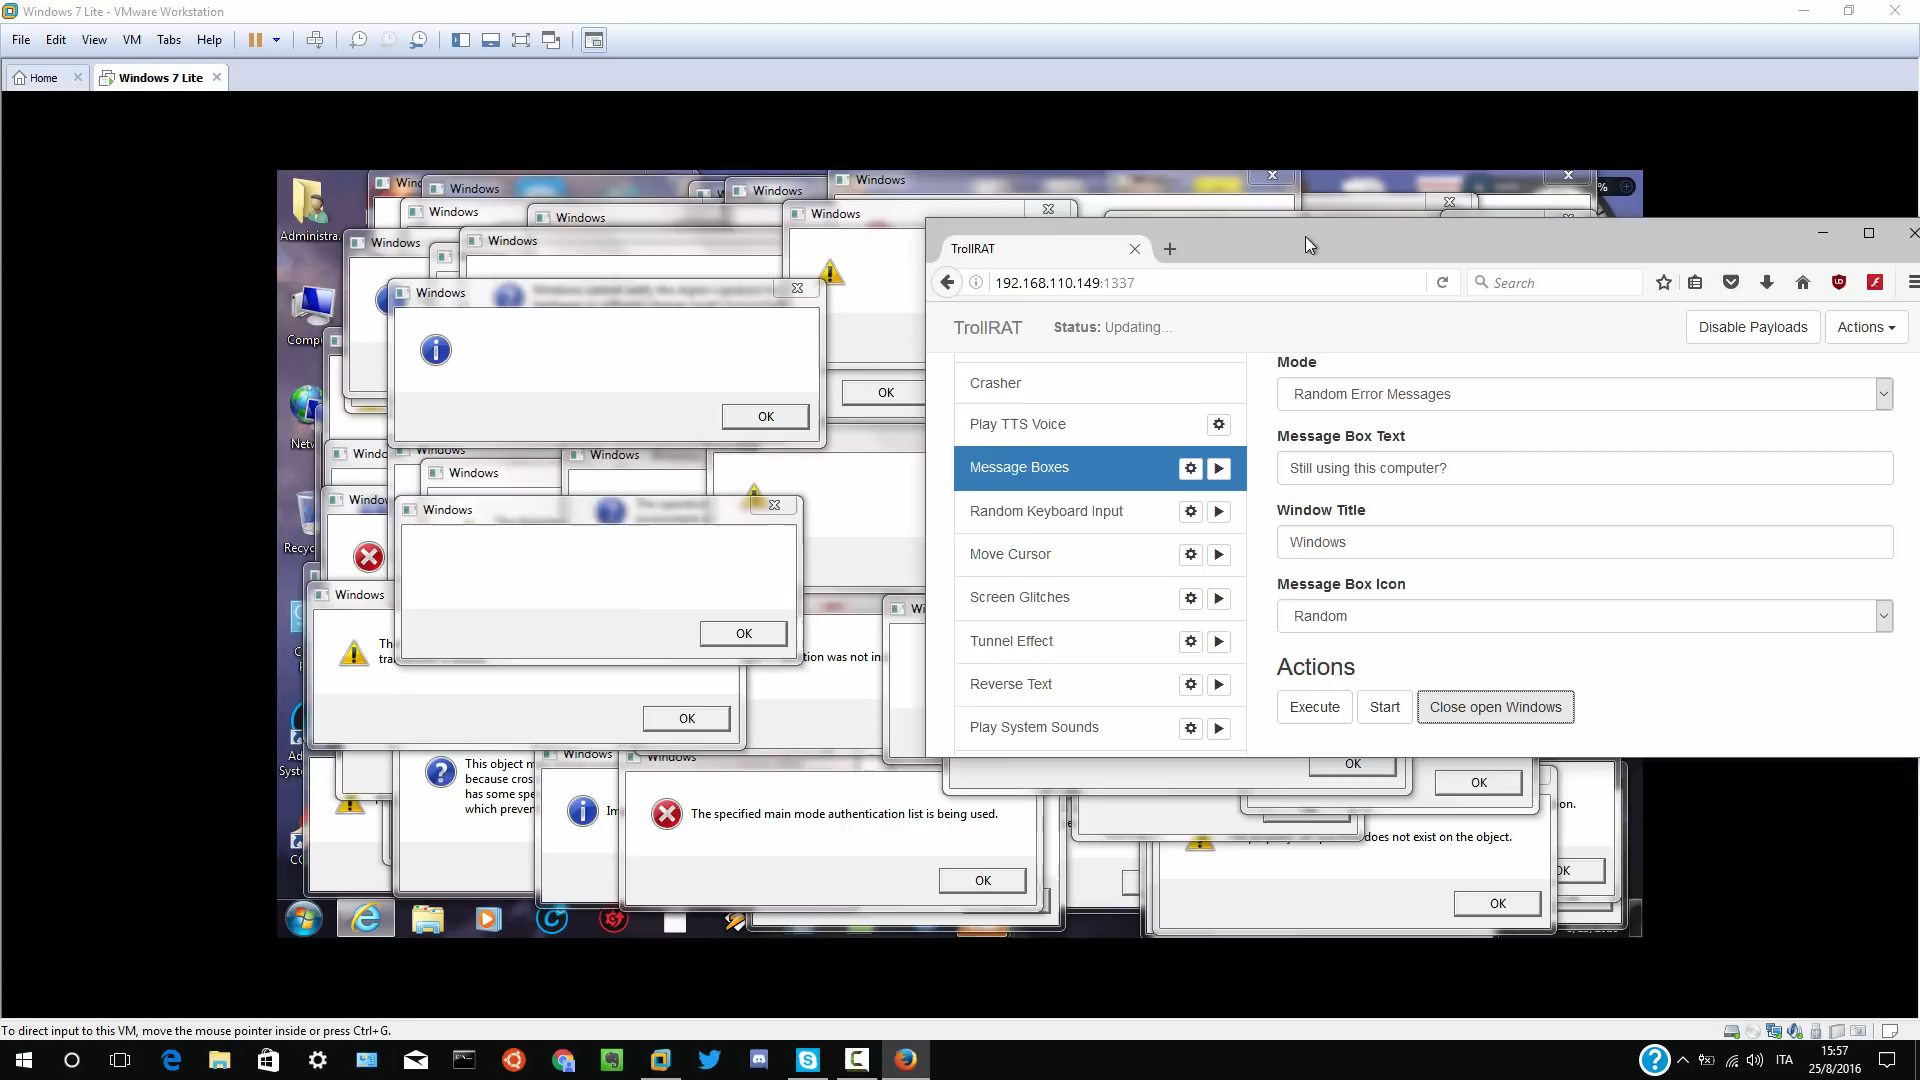 Windows 7 Lite - VMware Workstation
File Edit View VM Tabs Help
Home Windows 7 Lite
Administra...
Windows
Windows
Windows
Windows
Windows
Windows
Windows
Windows
Windows
Windows
OK
OK
Windows
Windows
Windows
OK
Windows
OK
The specified main mode authentication list is being used.
OK
This object m
because cros
has some spe
which preven
Windows
Windows
tion was not in
OK
OK
does not exist on the object.
OK
OK
on.
TrollRAT
192.168.110.149:1337
Search
TrollRAT Status: Updating...
Disable Payloads Actions
Crasher
Play TTS Voice
Message Boxes
Random Keyboard Input
Move Cursor
Screen Glitches
Tunnel Effect
Reverse Text
Play System Sounds
Mode
Random Error Messages
Message Box Text
Still using this computer?
Window Title
Windows
Message Box Icon
Random
Actions
Execute Start Close open Windows
To direct input to this VM, move the mouse pointer inside or press Ctrl+G.
ITA
15:57
25/8/2016